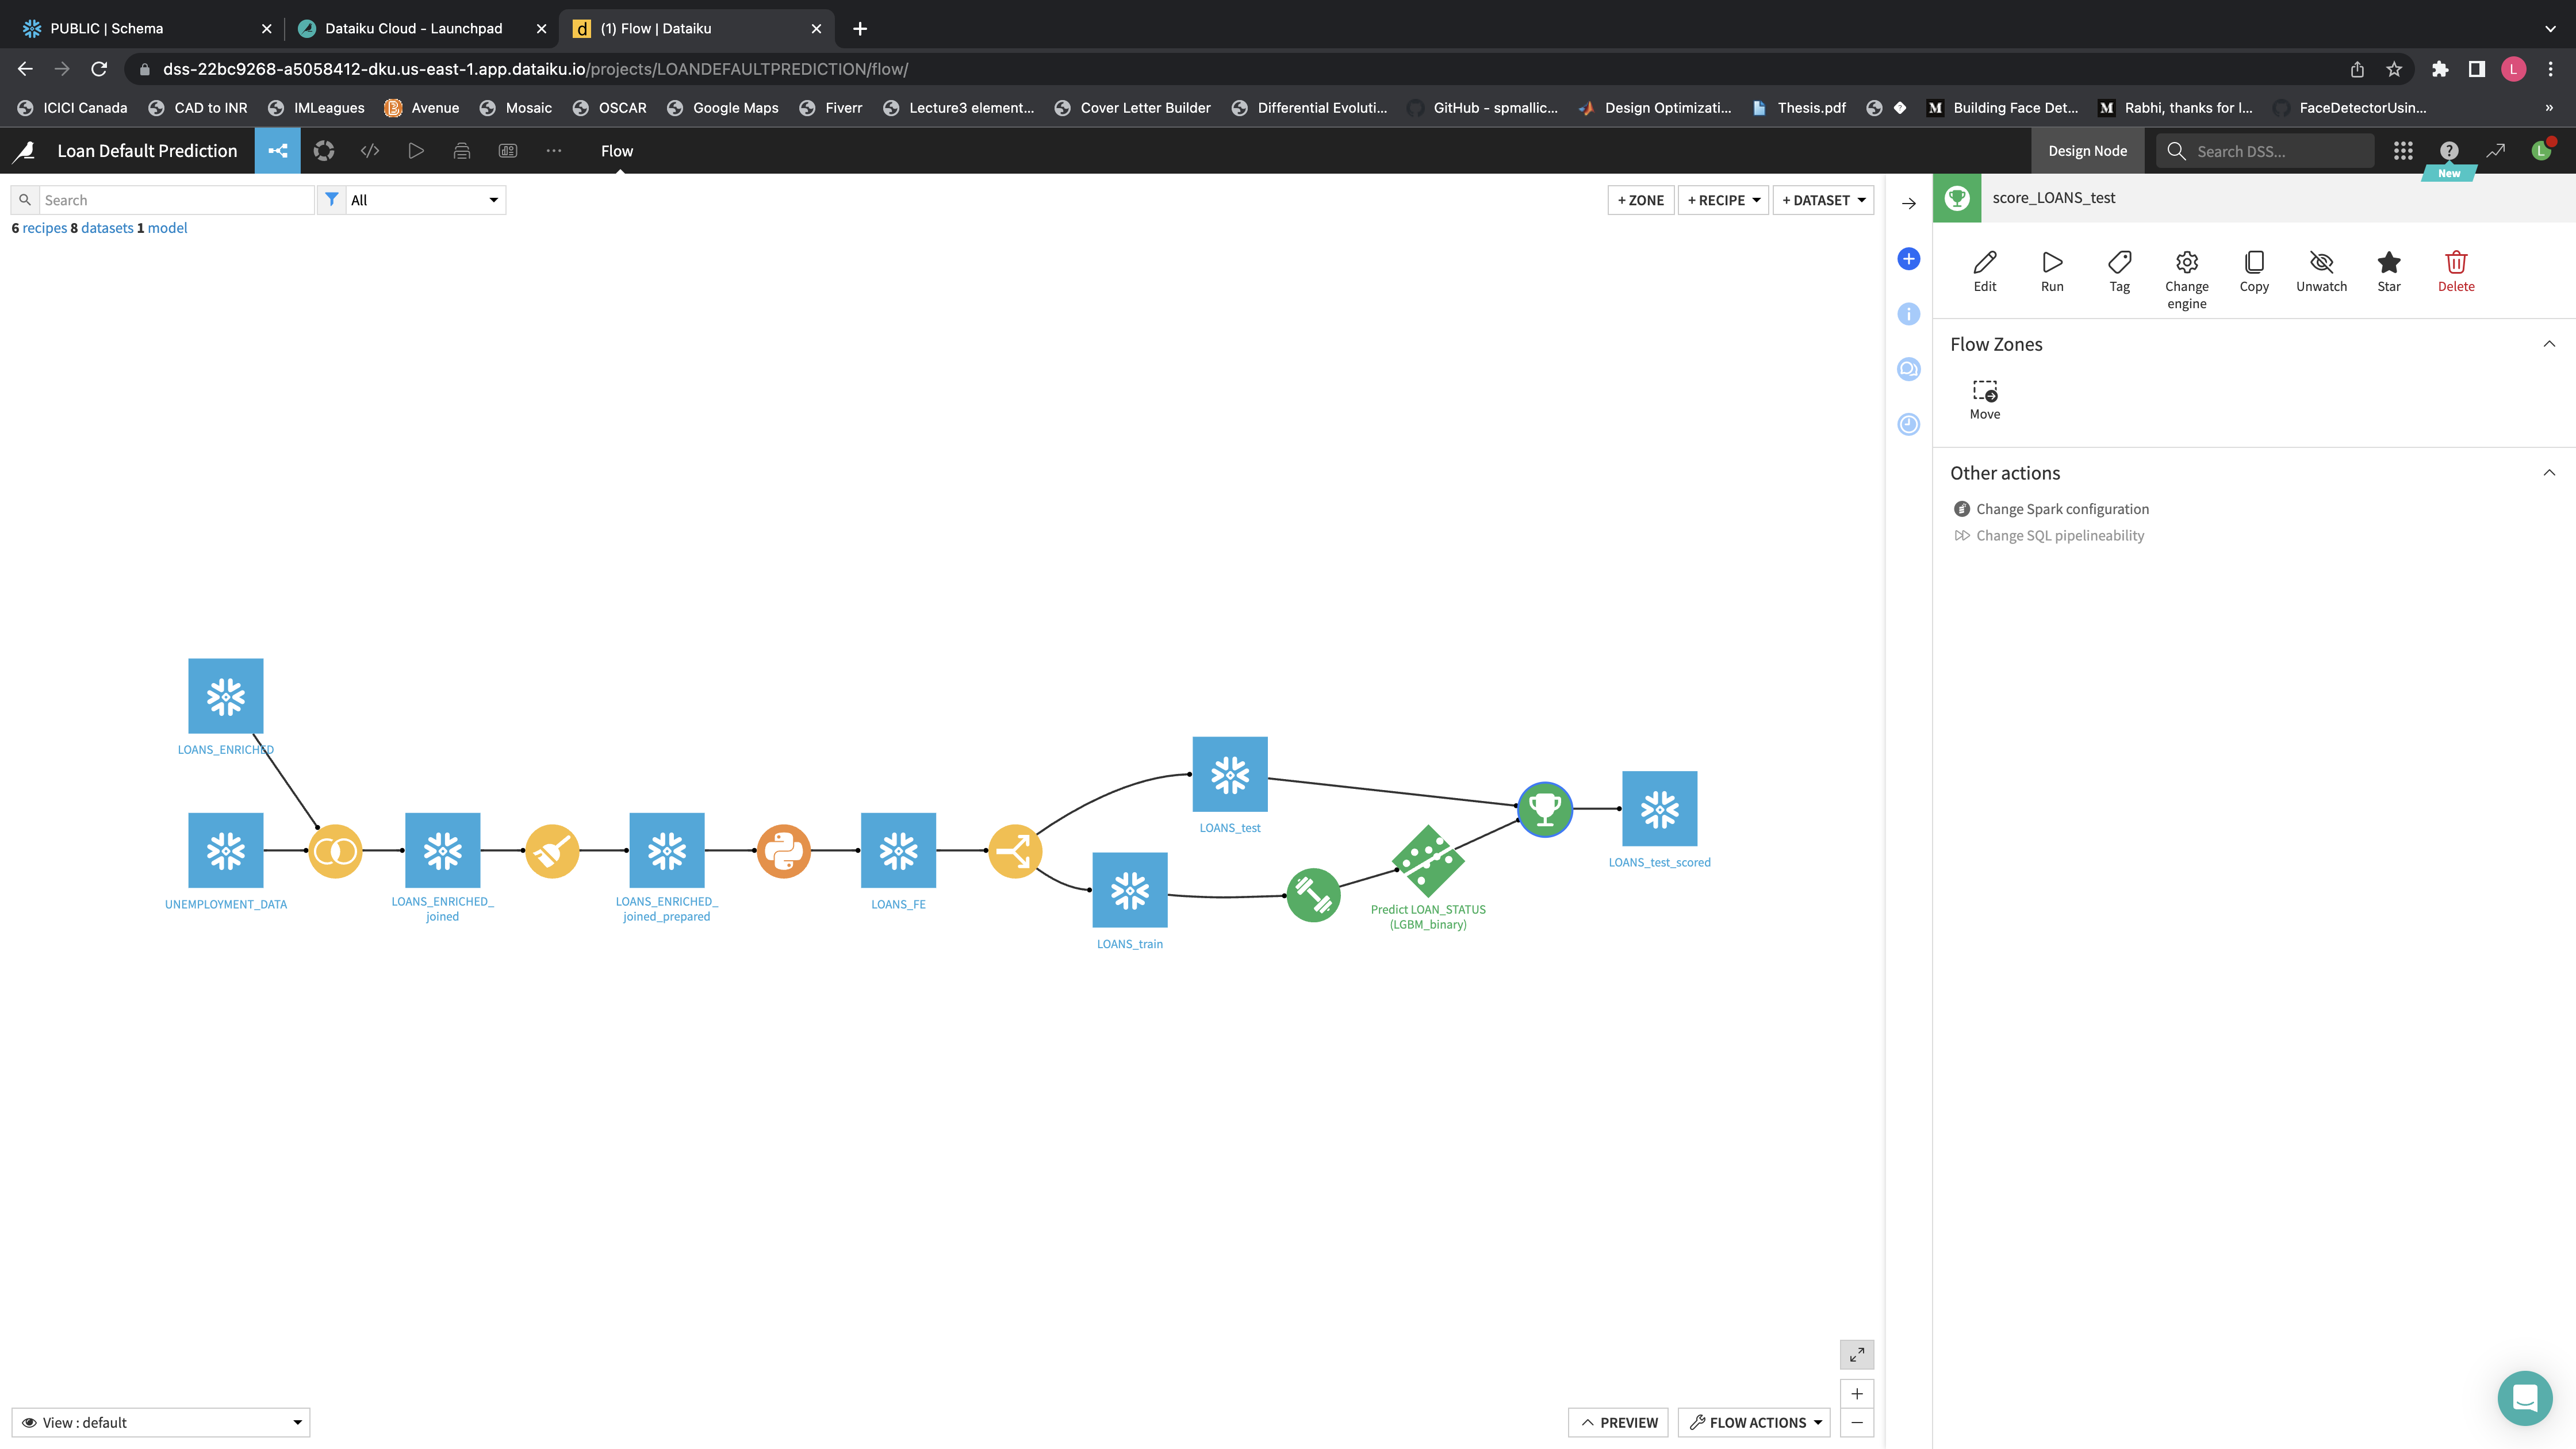 PUBLIC | Schema
Dataiku Cloud - Launchpad
(1) Flow | Dataiku
dss-22bc9268-a5058412-dku.us-east-1.app.dataiku.io/projects/LOANDEFAULTPREDICTION/flow/
L
ICICI Canada
CAD to INR
IMLeagues
Avenue
Mosaic
OSCAR
Google Maps
Fiverr
Lecture3 element...
Cover Letter Builder
Differential Evoluti...
GitHub - spmallic...
Design Optimizati...
Thesis.pdf
Building Face Det...
Rabhi, thanks for I...
FaceDetectorUsin...
»
Loan Default Prediction
Flow
Design Node
Search DSS...
L
New
Search
All
+ ZONE
+ RECIPE
+ DATASET
score_LOANS_test
6 recipes 8 datasets 1 model
Edit
Run
Tag
Change engine
Copy
Unwatch
Star
Delete
Flow Zones
Move
Other actions
Change Spark configuration
Change SQL pipelineability
LOANS_ENRICHED
UNEMPLOYMENT_DATA
LOANS_ENRICHED_
joined
LOANS_ENRICHED_
joined_prepared
LOANS_FE
LOANS_test
LOANS_train
Predict LOAN_STATUS
(LGBM_binary)
LOANS_test_scored
View : default
PREVIEW
FLOW ACTIONS